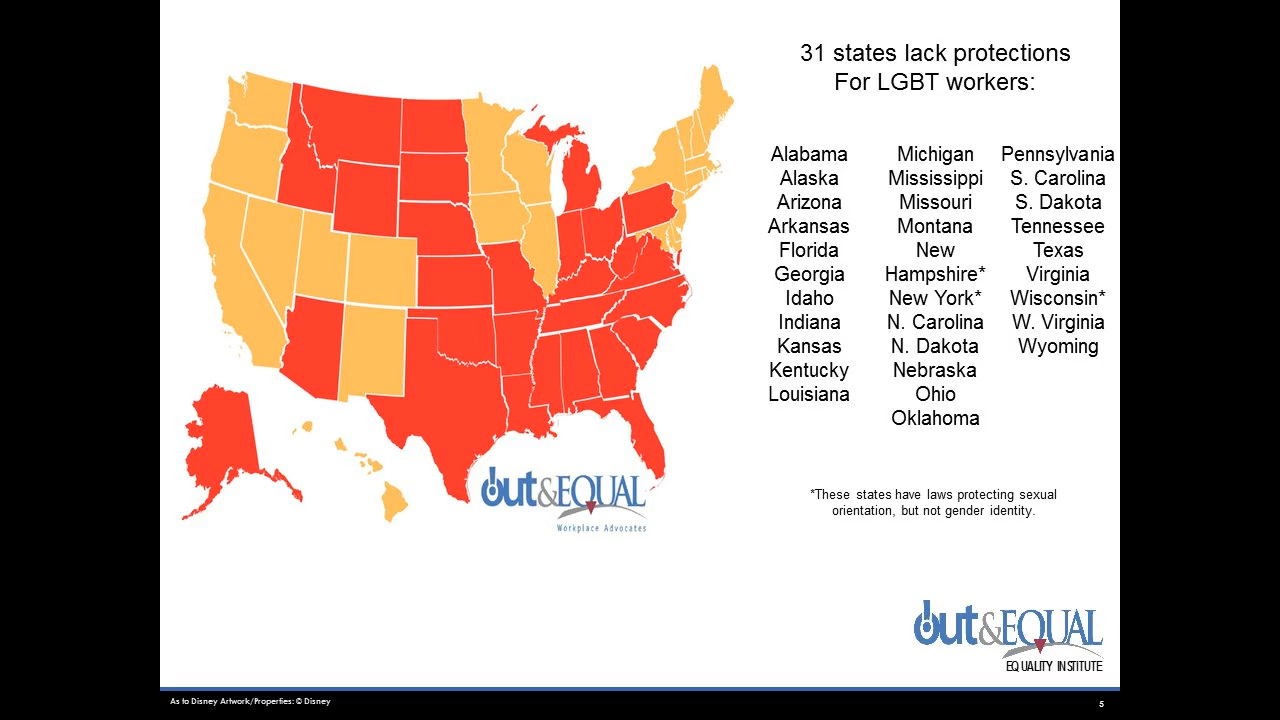 31 states lack protections
For LGBT workers:
Alabama
Alaska
Arizona
Arkansas
Florida
Georgia
Idaho
Indiana
Kansas
Kentucky
Louisiana
Michigan
Mississippi
Missouri
Montana
New
Hampshire*
New York*
N. Carolina
N. Dakota
Nebraska
Ohio
Oklahoma
Pennsylvania
S. Carolina
S. Dakota
Tennessee
Texas
Virginia
Wisconsin*
W. Virginia
Wyoming
*These states have laws protecting sexual
orientation, but not gender identity.
Out&EQUAL
Workplace Advocates
Out&EQUAL
EQUALITY INSTITUTE
As to Disney Artwork/Properties: © Disney
5